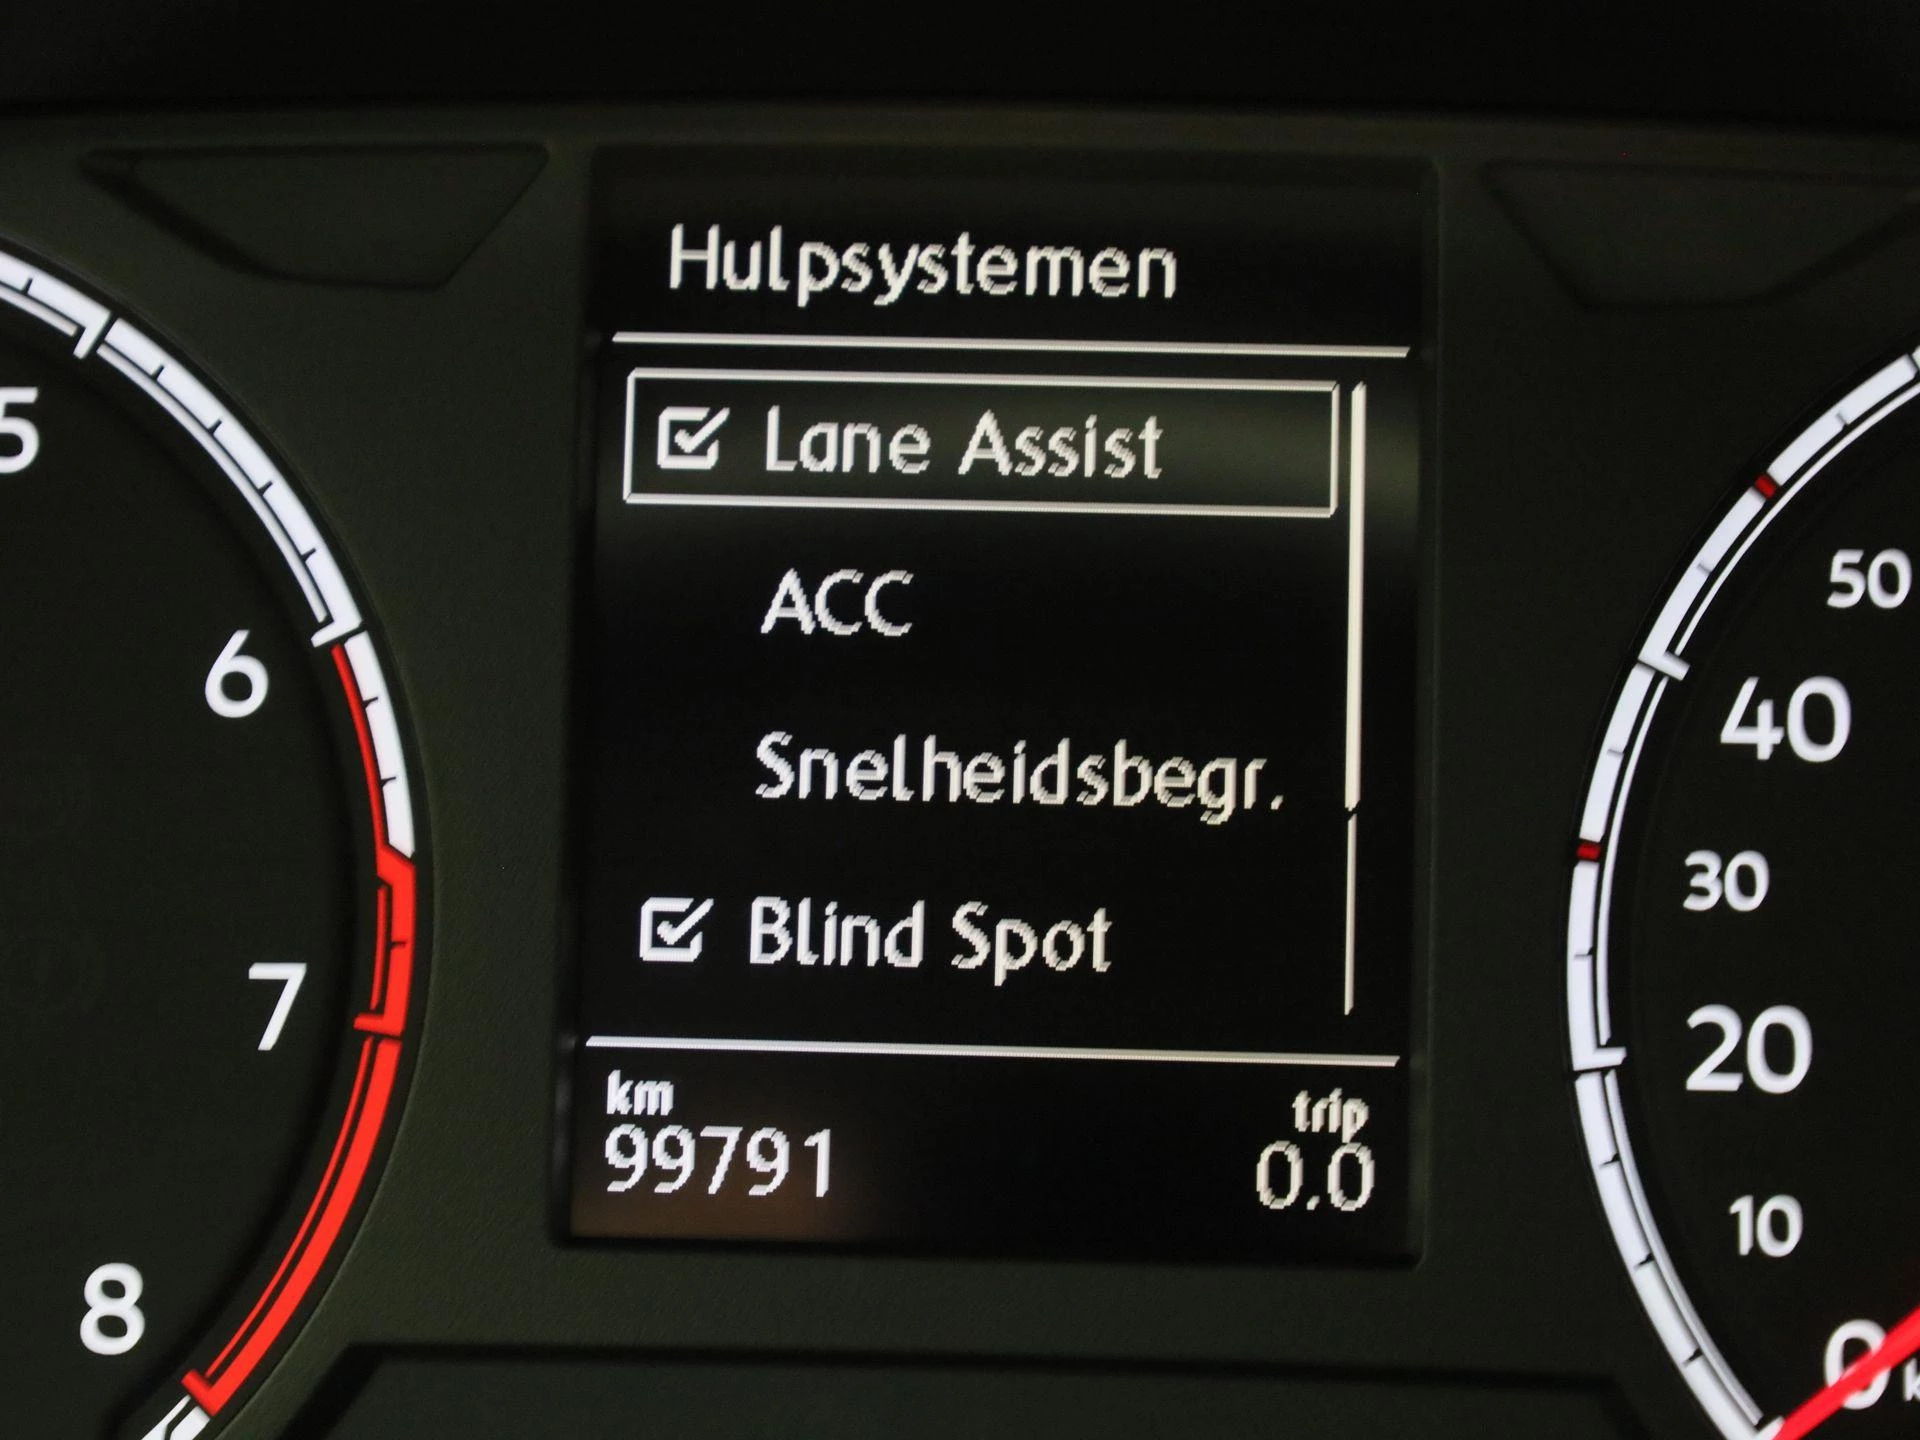 Hulpsystemen
Lane Assist
ACC
Snelheidsbegr.
Blind Spot
km
99791
trip
0.0
5
6
7
8
50
40
30
20
10
0
k